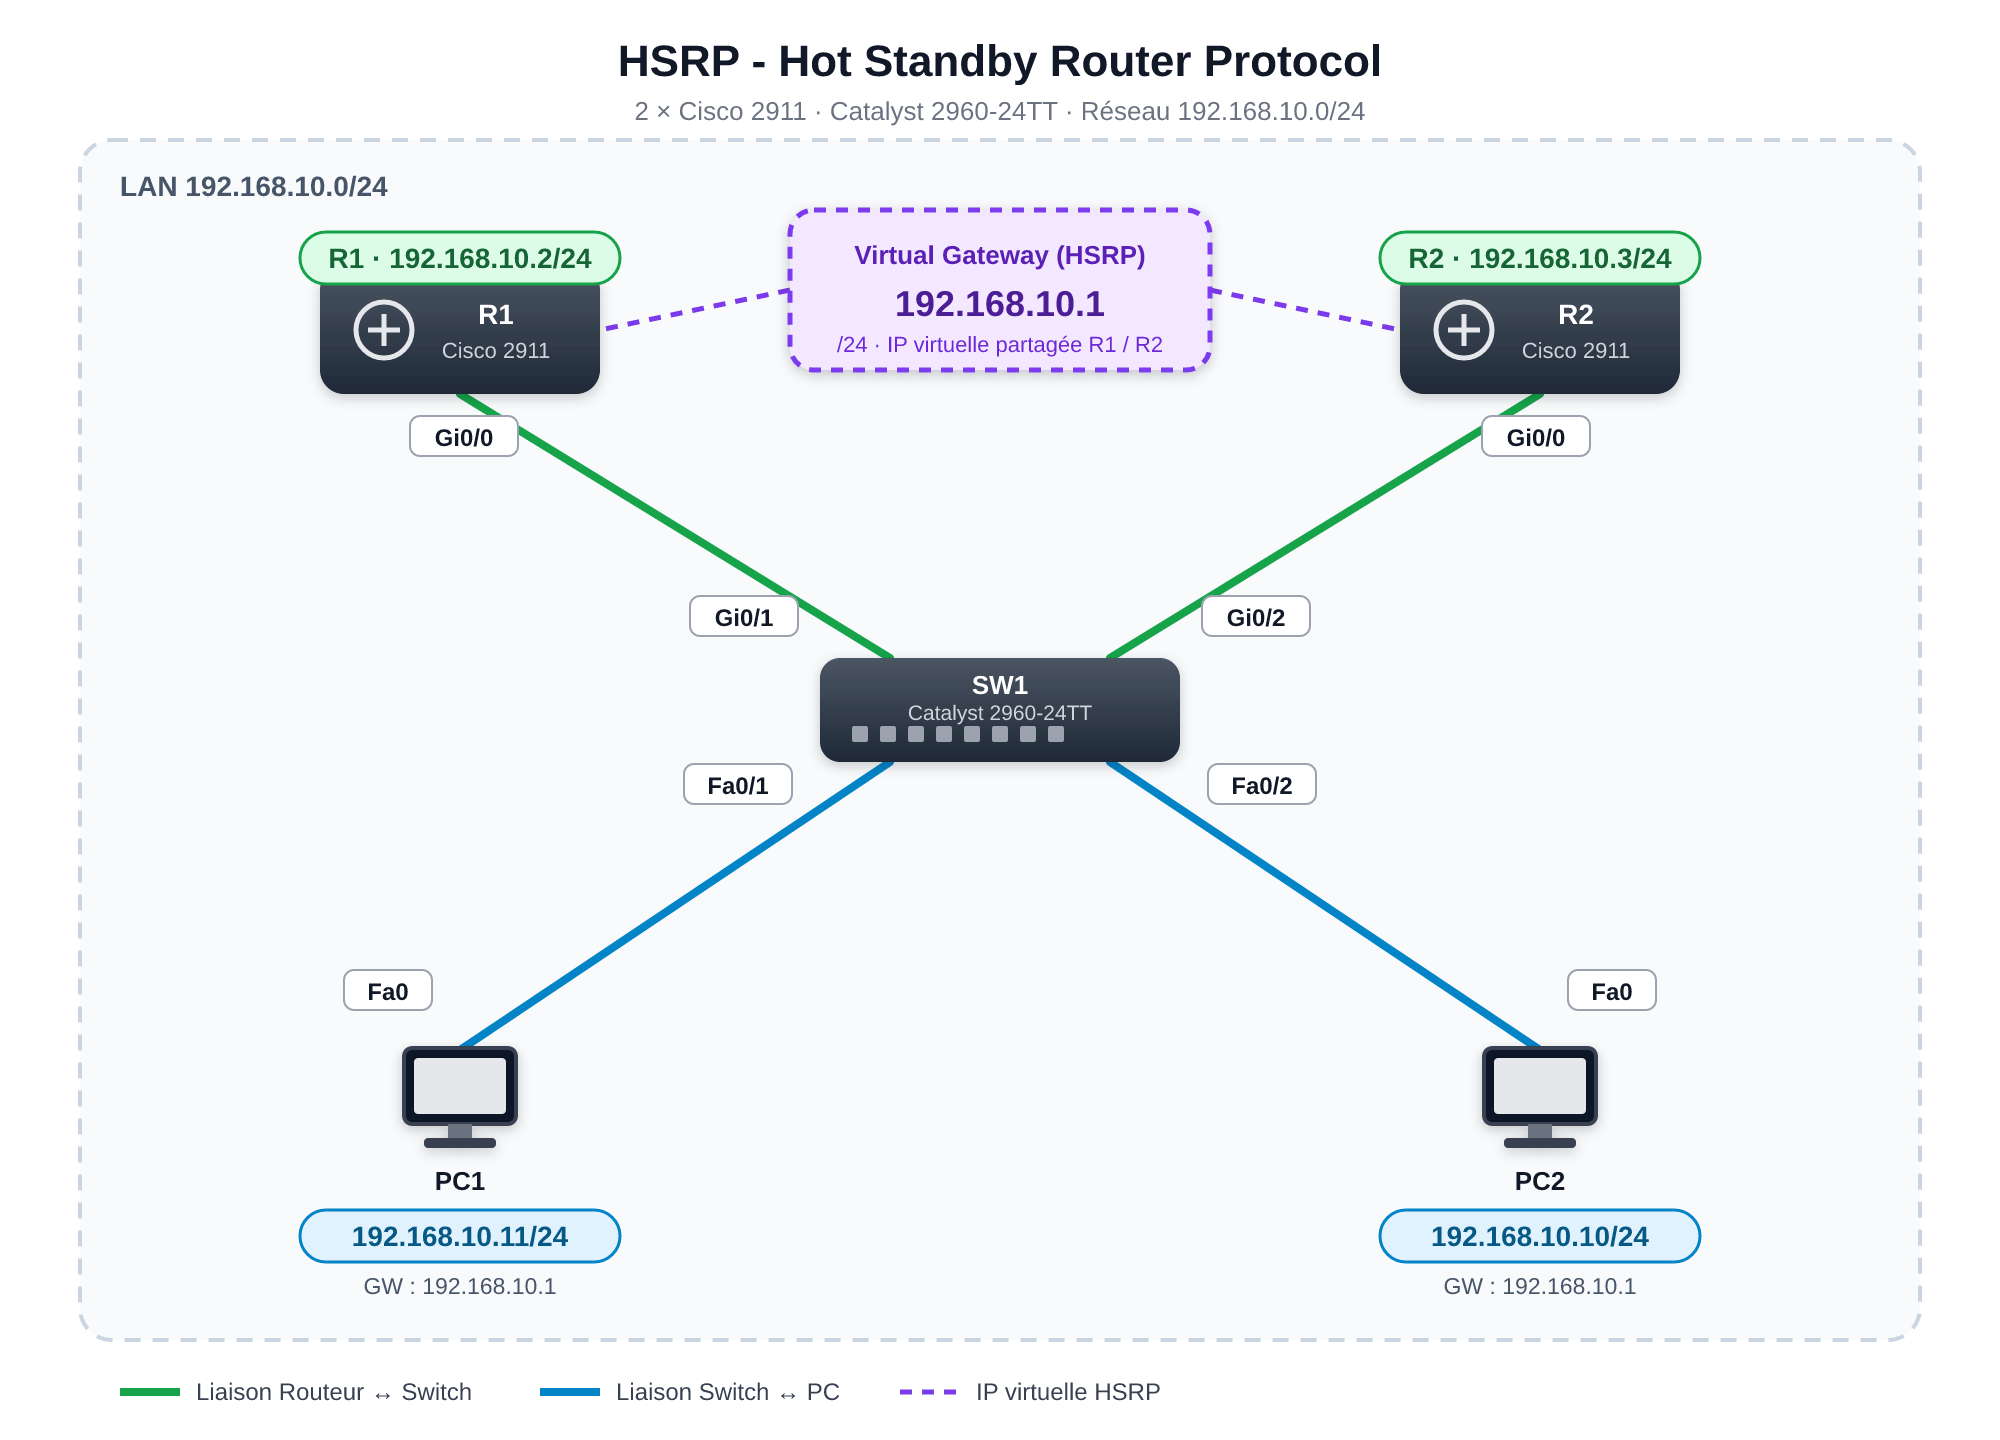 HSRP - Hot Standby Router Protocol
2 × Cisco 2911 · Catalyst 2960-24TT · Réseau 192.168.10.0/24
LAN 192.168.10.0/24
R1 · 192.168.10.2/24
R1
Cisco 2911
Virtual Gateway (HSRP)
192.168.10.1
/24 · IP virtuelle partagée R1 / R2
R2 · 192.168.10.3/24
R2
Cisco 2911
Gi0/0
Gi0/0
Gi0/1
Gi0/2
SW1
Catalyst 2960-24TT
Fa0/1
Fa0/2
Fa0
Fa0
PC1
192.168.10.11/24
GW : 192.168.10.1
PC2
192.168.10.10/24
GW : 192.168.10.1
Liaison Routeur ↔ Switch
Liaison Switch ↔ PC
IP virtuelle HSRP